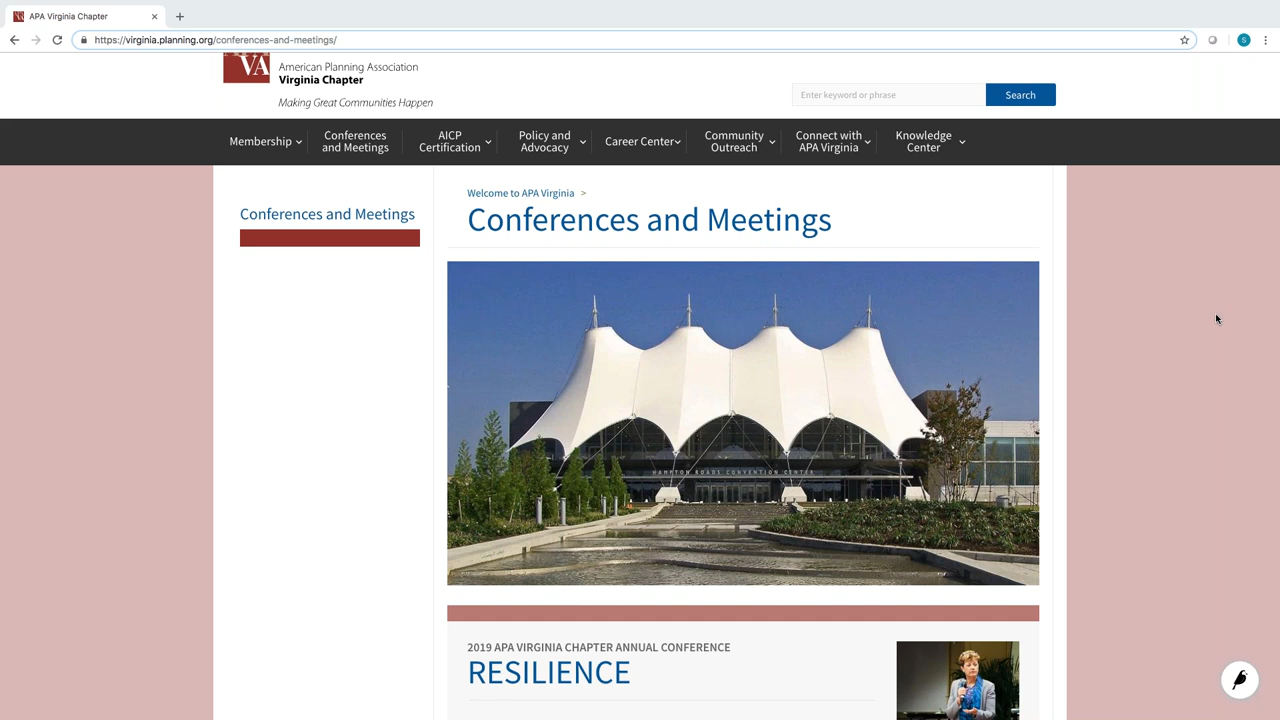 APA Virginia Chapter
https://virginia.planning.org/conferences-and-meetings/
S
VA
American Planning Association
Virginia Chapter
Making Great Communities Happen
Enter keyword or phrase
Search
Membership
Conferences and Meetings
AICP Certification
Policy and Advocacy
Career Center
Community Outreach
Connect with APA Virginia
Knowledge Center
Conferences and Meetings
Welcome to APA Virginia >
Conferences and Meetings
HAMPTON ROADS CONVENTION CENTER
2019 APA VIRGINIA CHAPTER ANNUAL CONFERENCE
RESILIENCE